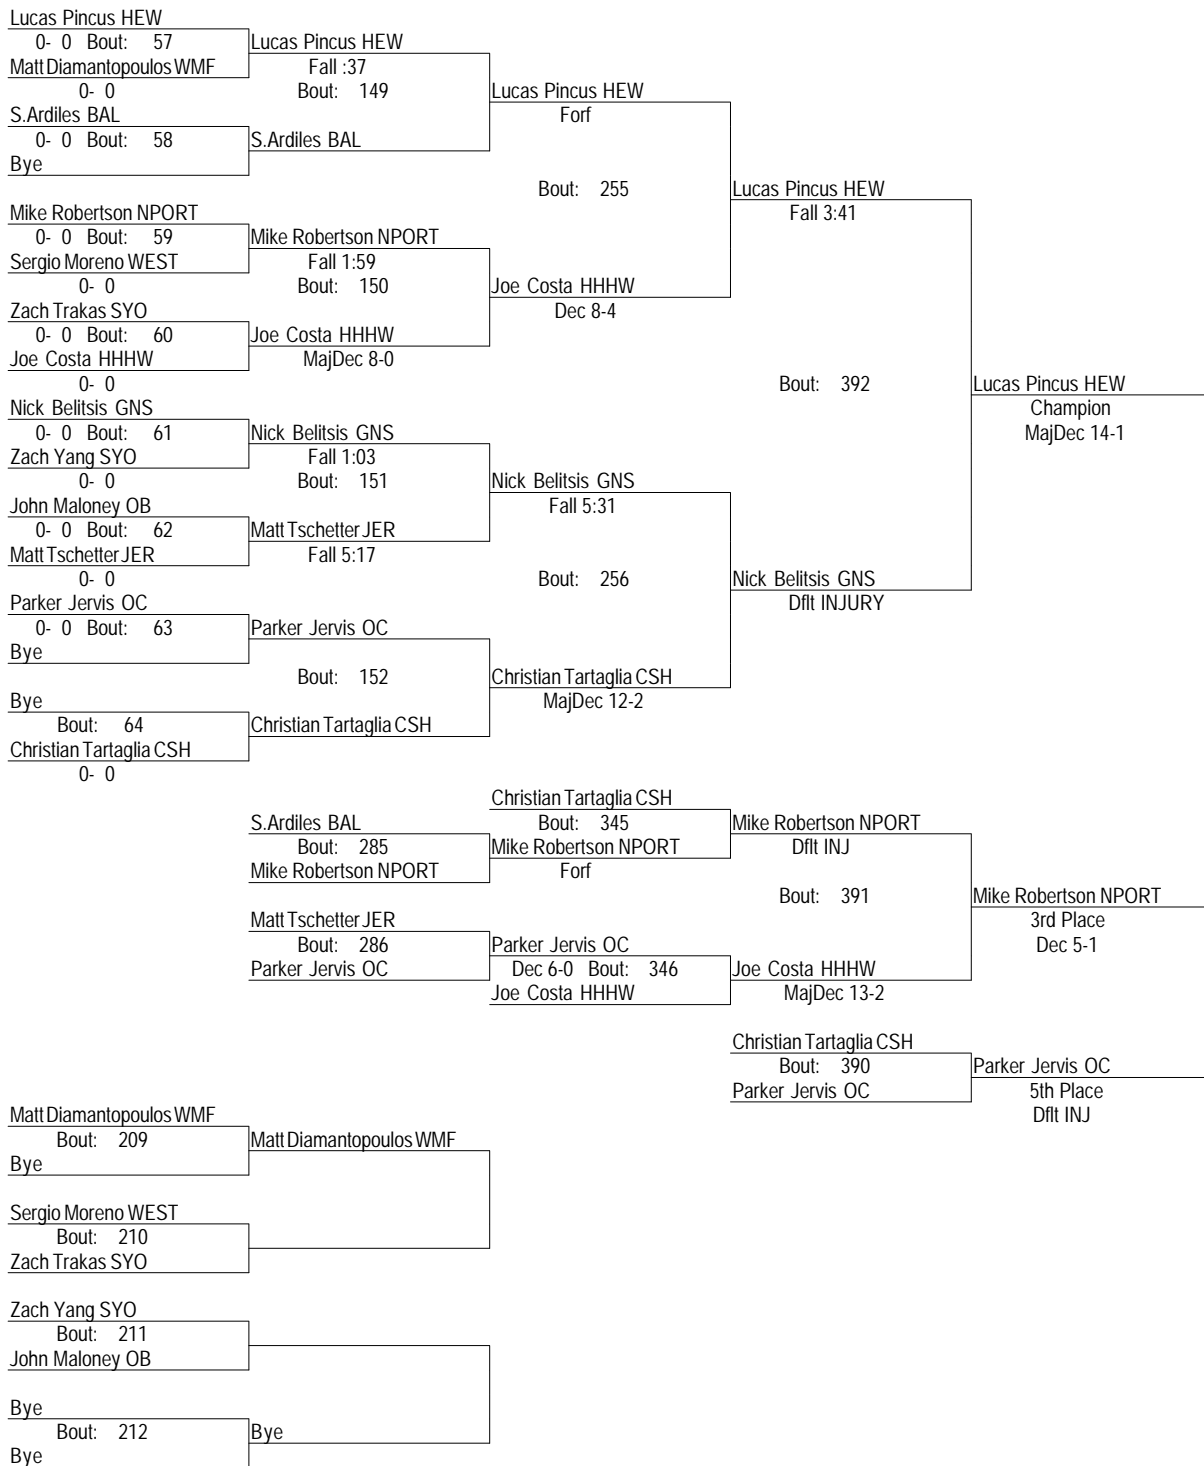 Lucas Pincus HEW
0- 0 Bout: 57 Lucas Pincus HEW
Matt Diamantopoulos WMF Fall :37
0- 0 Bout: 149 Lucas Pincus HEW
S.Ardiles BAL Forf
0- 0 Bout: 58 S.Ardiles BAL
Bye
Bout: 255 Lucas Pincus HEW
Mike Robertson NPORT Fall 3:41
0- 0 Bout: 59 Mike Robertson NPORT
Sergio Moreno WEST Fall 1:59
0- 0 Bout: 150 Joe Costa HHHW
Zach Trakas SYO Dec 8-4
0- 0 Bout: 60 Joe Costa HHHW
Joe Costa HHHW MajDec 8-0
0- 0 Bout: 392 Lucas Pincus HEW
Nick Belitsis GNS Champion
0- 0 Bout: 61 Nick Belitsis GNS MajDec 14-1
Zach Yang SYO Fall 1:03
0- 0 Bout: 151 Nick Belitsis GNS
John Maloney OB Fall 5:31
0- 0 Bout: 62 Matt Tschetter JER
Matt Tschetter JER Fall 5:17
0- 0 Bout: 256 Nick Belitsis GNS
Parker Jervis OC Dflt INJURY
0- 0 Bout: 63 Parker Jervis OC
Bye
Bout: 152 Christian Tartaglia CSH
Bye MajDec 12-2
Bout: 64 Christian Tartaglia CSH
Christian Tartaglia CSH
0- 0
Christian Tartaglia CSH
S.Ardiles BAL Bout: 345 Mike Robertson NPORT
Bout: 285 Mike Robertson NPORT Dflt INJ
Mike Robertson NPORT Forf
Bout: 391 Mike Robertson NPORT
Matt Tschetter JER 3rd Place
Bout: 286 Parker Jervis OC Dec 5-1
Parker Jervis OC Dec 6-0 Bout: 346 Joe Costa HHHW
Joe Costa HHHW MajDec 13-2
Christian Tartaglia CSH
Bout: 390 Parker Jervis OC
Parker Jervis OC 5th Place
Matt Diamantopoulos WMF Dflt INJ
Bout: 209 Matt Diamantopoulos WMF
Bye
Sergio Moreno WEST
Bout: 210
Zach Trakas SYO
Zach Yang SYO
Bout: 211
John Maloney OB
Bye
Bout: 212 Bye
Bye